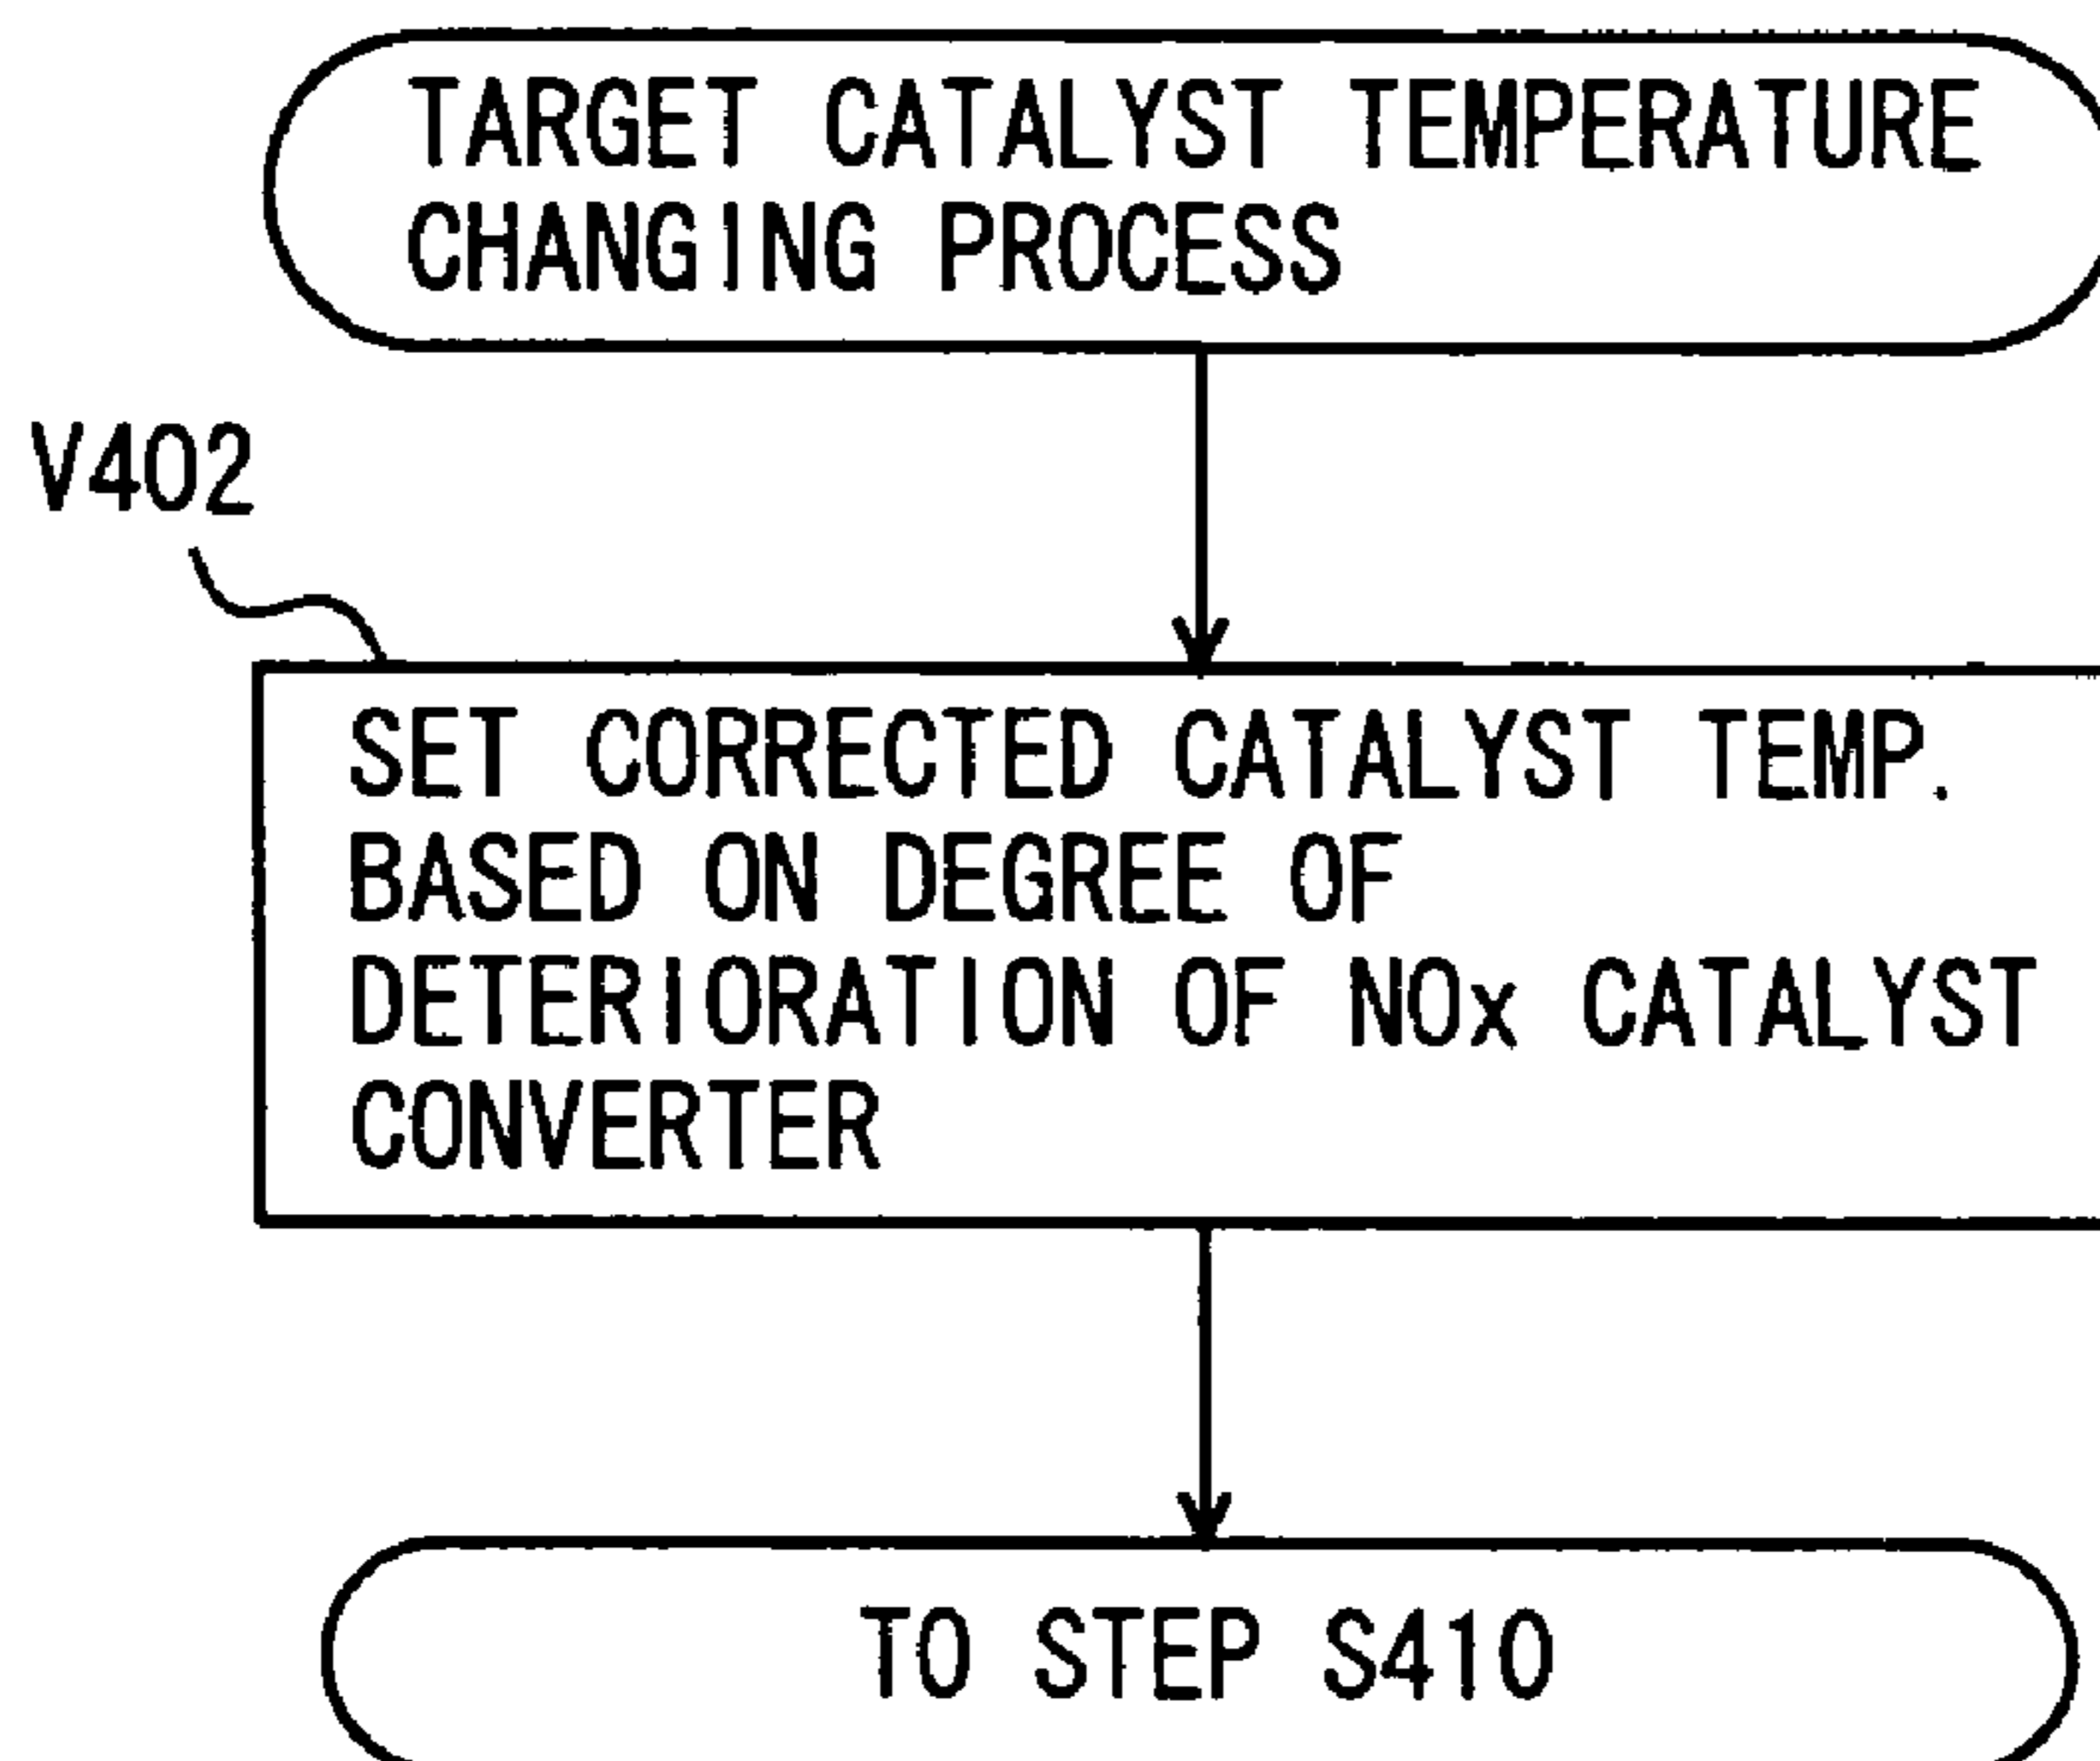 TARGET CATALYST TEMPERATURE
CHANGING PROCESS
V402
SET CORRECTED CATALYST TEMP.
BASED ON DEGREE OF
DETERIORATION OF NOx CATALYST
CONVERTER
TO STEP S410